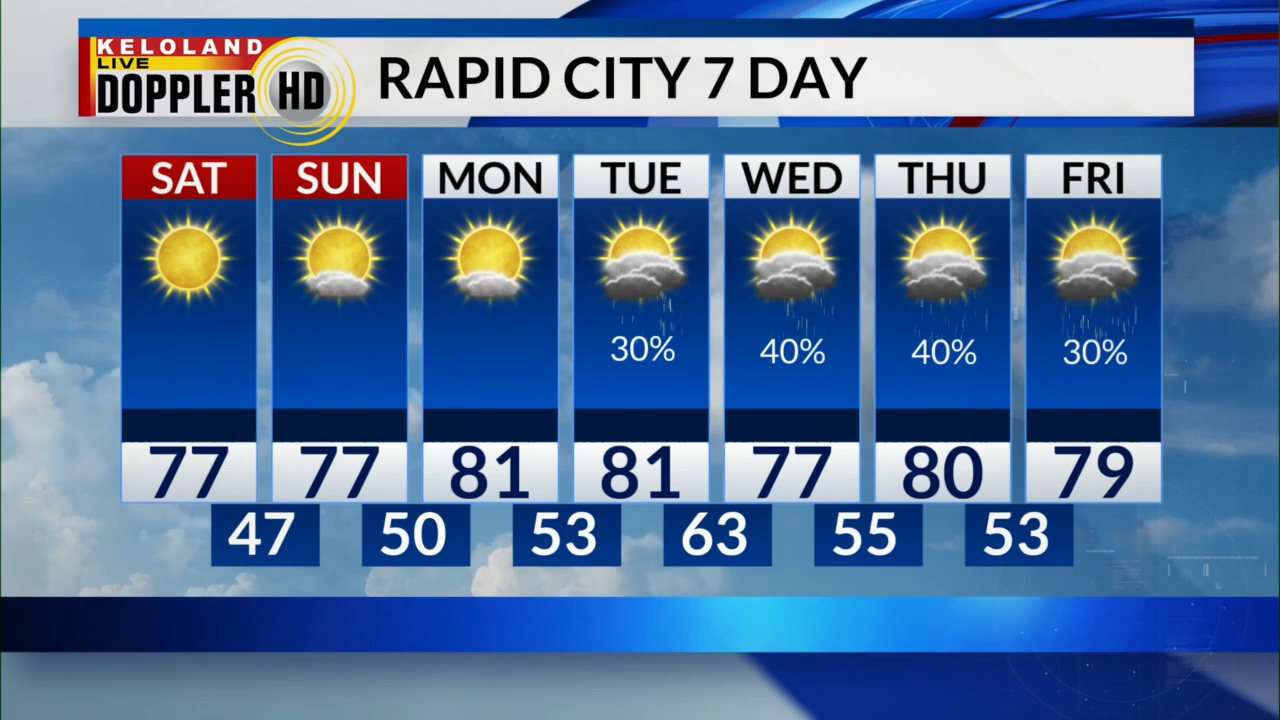 KELOLAND
LIVE
DOPPLER HD
RAPID CITY 7 DAY
SAT SUN MON TUE WED THU FRI
30% 40% 40% 30%
77 77 81 81 77 80 79
47 50 53 63 55 53